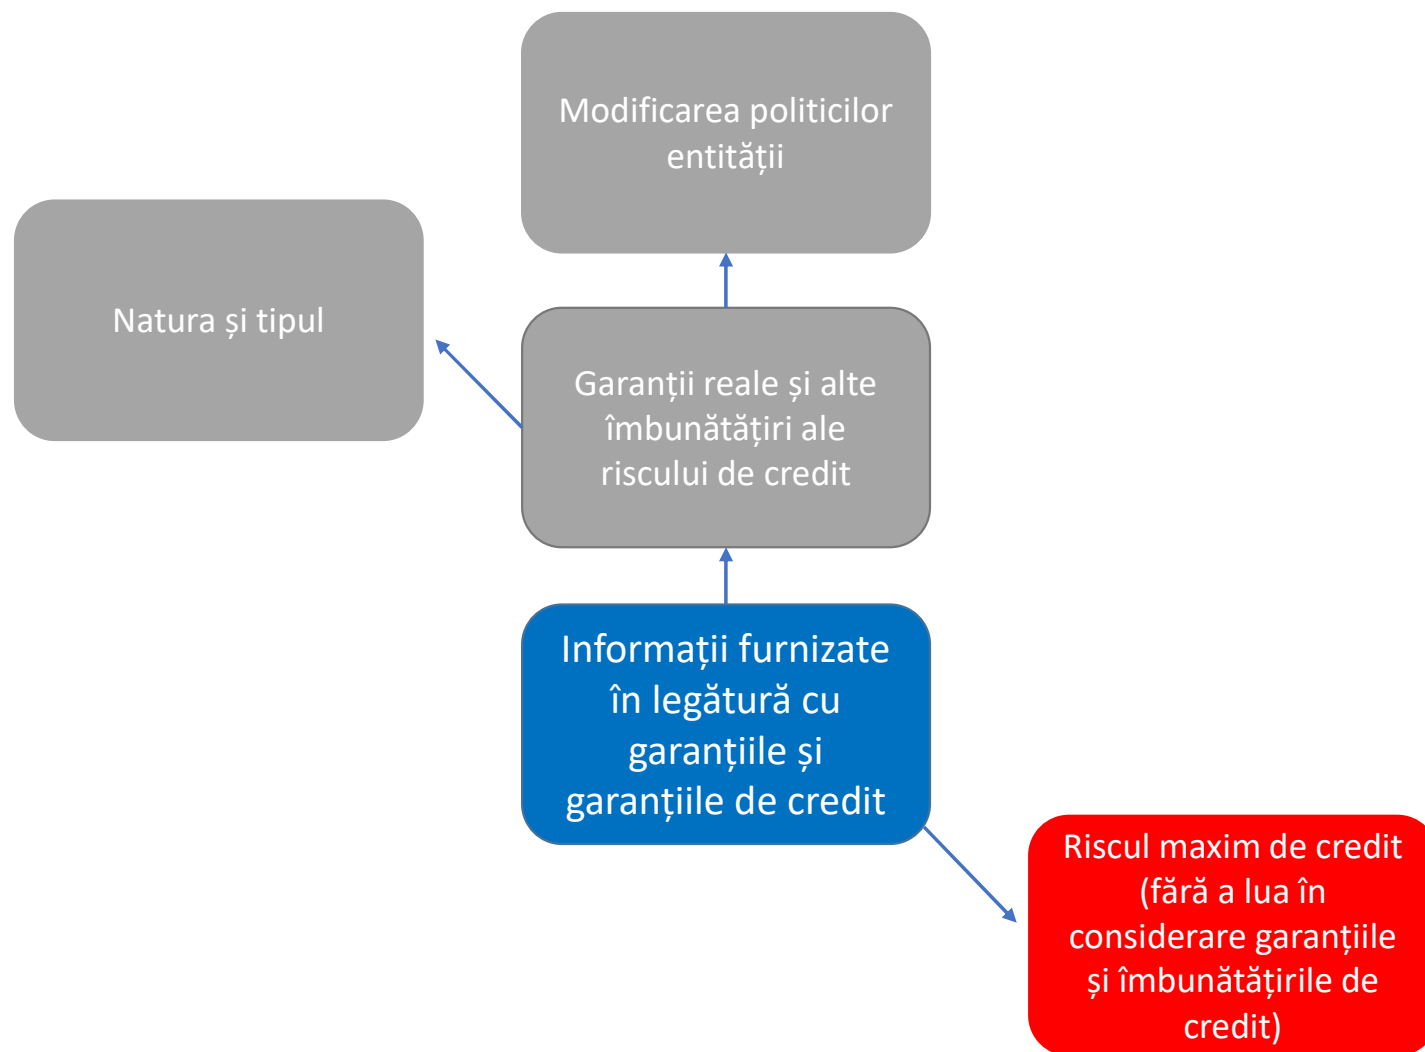 Modificarea politicilor
entității
Natura și tipul
Garanții reale și alte
îmbunătățiri ale
riscului de credit
Informații furnizate
în legătură cu
garanțiile și
garanțiile de credit
Riscul maxim de credit
(fără a lua în
considerare garanțiile
și îmbunătățirile de
credit)